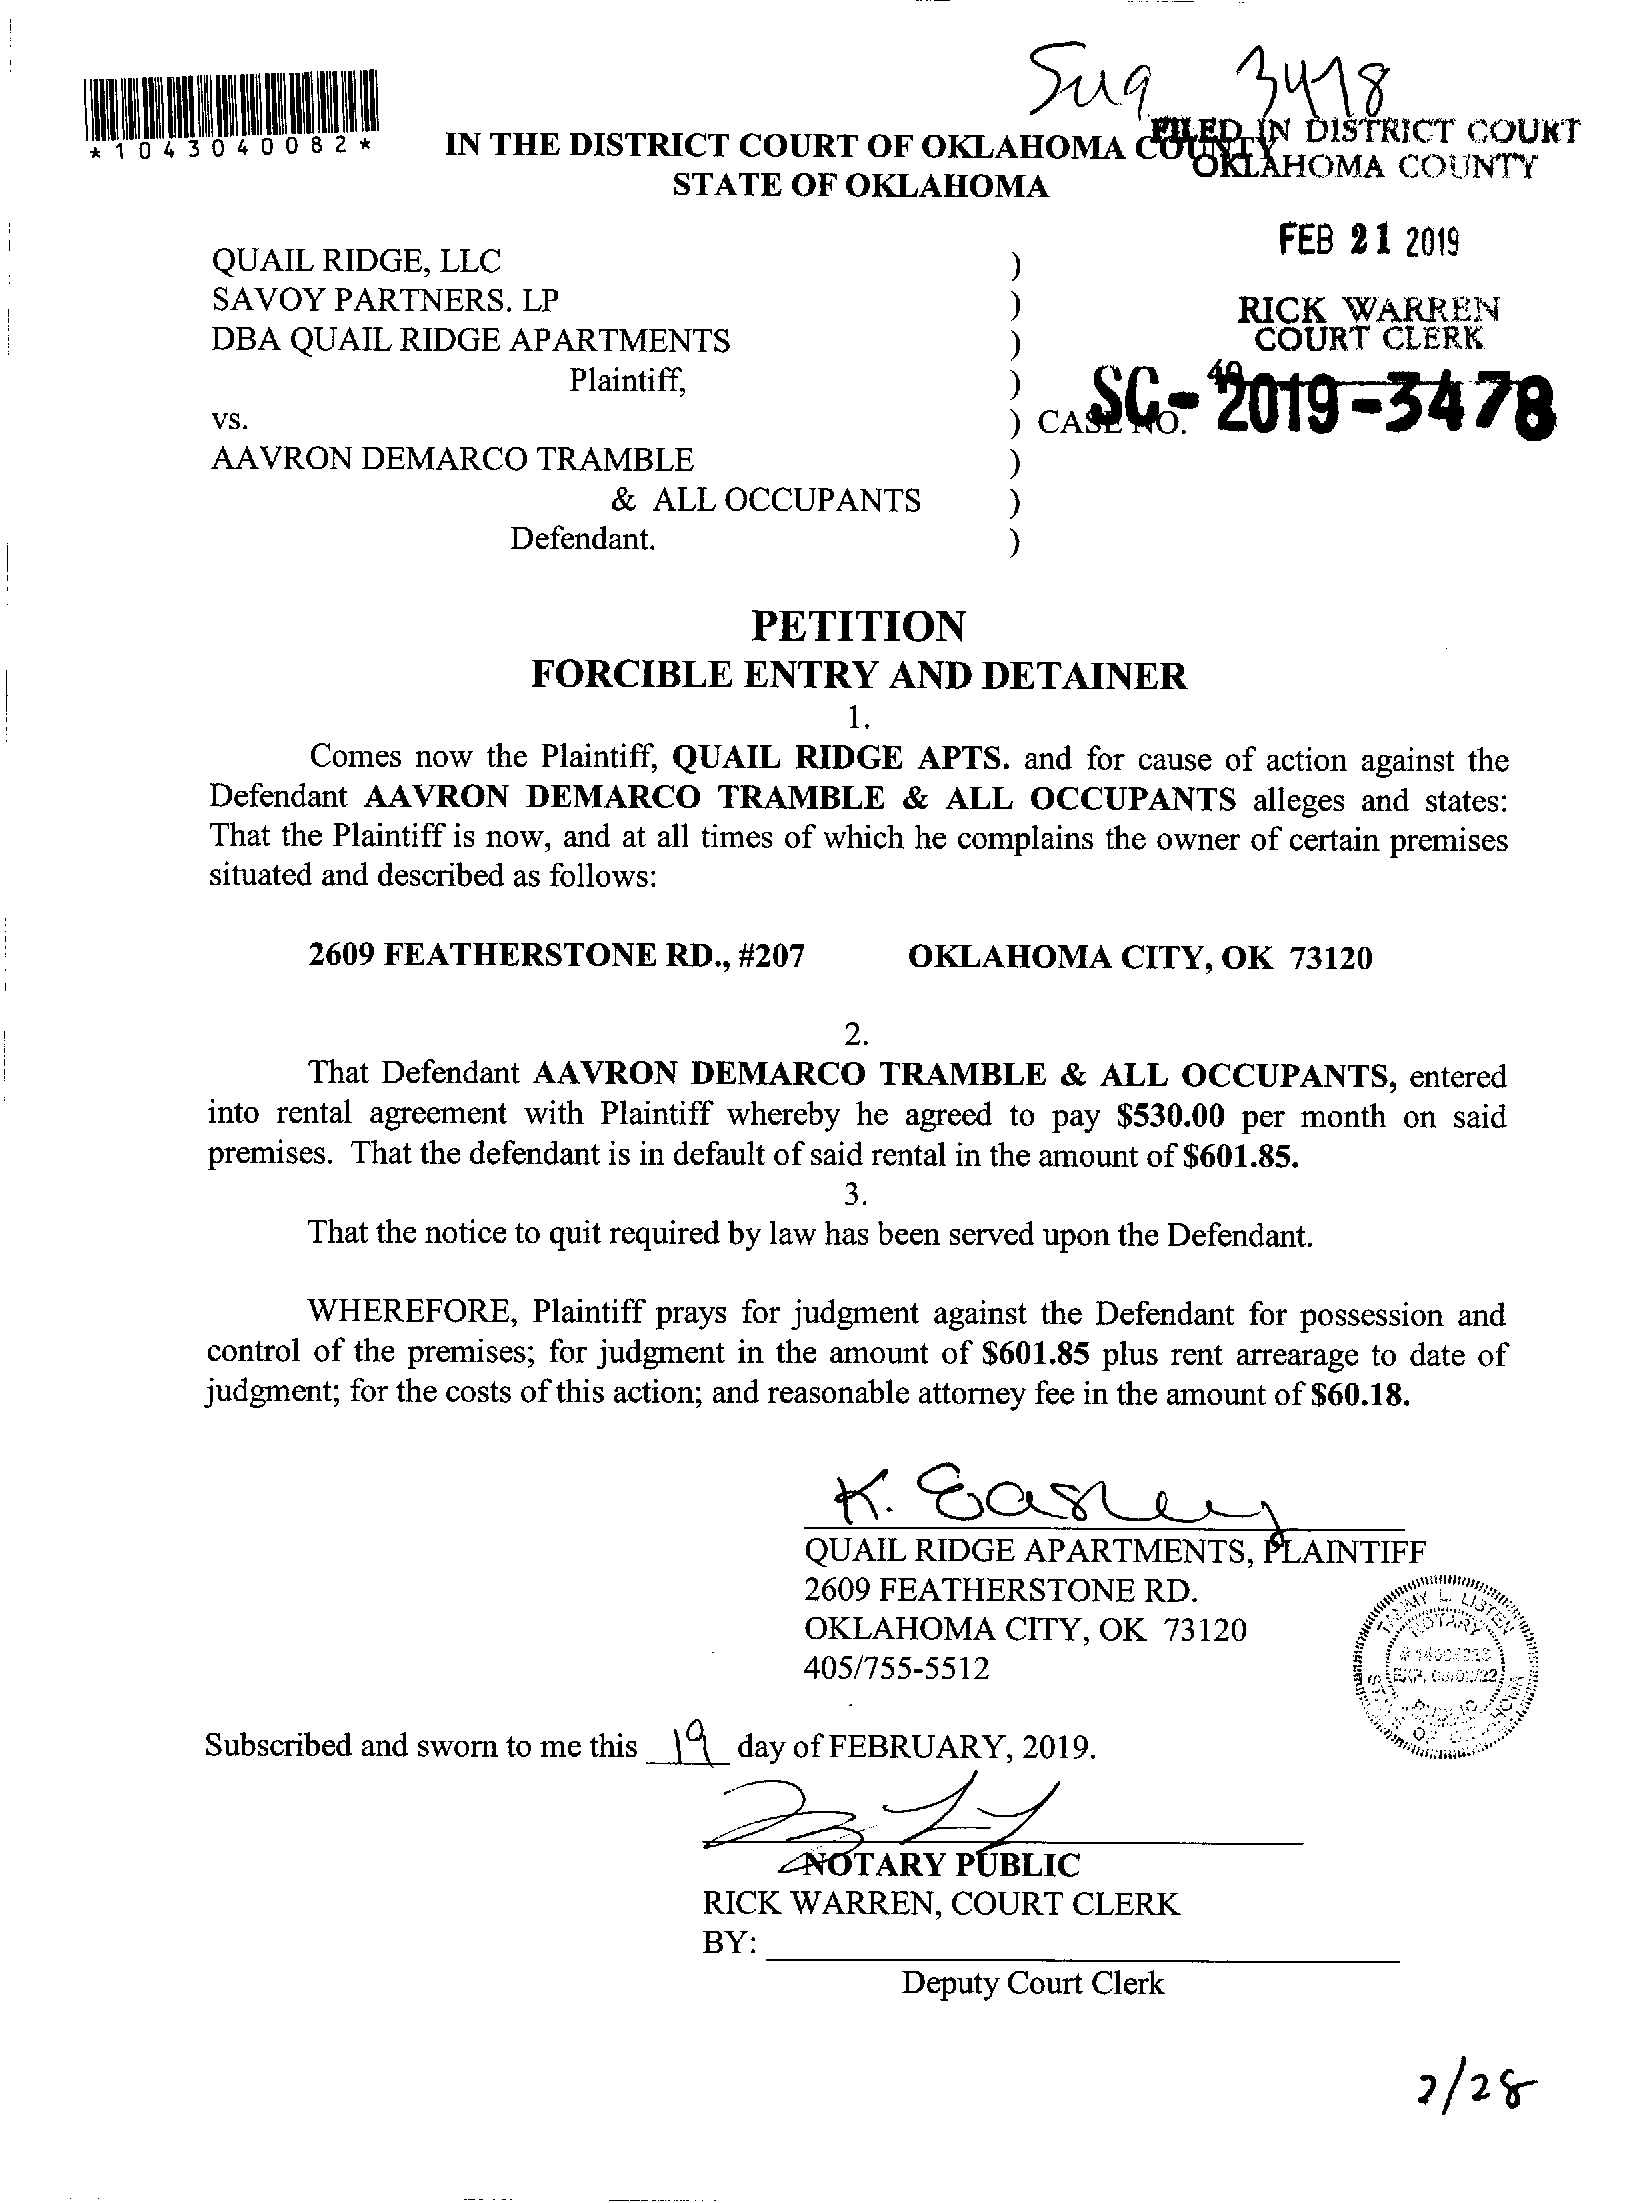 3478
*1043040082*
IN THE DISTRICT COURT OF OKLAHOMA COUNTY
STATE OF OKLAHOMA
FILED IN DISTRICT COURT
OKLAHOMA COUNTY
FEB 21 2019
RICK WARREN
COURT CLERK
QUAIL RIDGE, LLC )
SAVOY PARTNERS. LP )
DBA QUAIL RIDGE APARTMENTS )
Plaintiff, )
vs. ) CASE NO. SC-2019-3478
AAVRON DEMARCO TRAMBLE )
& ALL OCCUPANTS )
Defendant. )
PETITION
FORCIBLE ENTRY AND DETAINER
1.
Comes now the Plaintiff, QUAIL RIDGE APTS. and for cause of action against the
Defendant AAVRON DEMARCO TRAMBLE & ALL OCCUPANTS alleges and states:
That the Plaintiff is now, and at all times of which he complains the owner of certain premises
situated and described as follows:
2609 FEATHERSTONE RD., #207 OKLAHOMA CITY, OK 73120
2.
That Defendant AAVRON DEMARCO TRAMBLE & ALL OCCUPANTS, entered
into rental agreement with Plaintiff whereby he agreed to pay $530.00 per month on said
premises. That the defendant is in default of said rental in the amount of $601.85.
3.
That the notice to quit required by law has been served upon the Defendant.
WHEREFORE, Plaintiff prays for judgment against the Defendant for possession and
control of the premises; for judgment in the amount of $601.85 plus rent arrearage to date of
judgment; for the costs of this action; and reasonable attorney fee in the amount of $60.18.
K. Easley
QUAIL RIDGE APARTMENTS, PLAINTIFF
2609 FEATHERSTONE RD.
OKLAHOMA CITY, OK 73120
405/755-5512
TAMMY L. LISTEN
NOTARY
Subscribed and sworn to me this 19 day of FEBRUARY, 2019.
NOTARY PUBLIC
RICK WARREN, COURT CLERK
BY:
Deputy Court Clerk
2/28